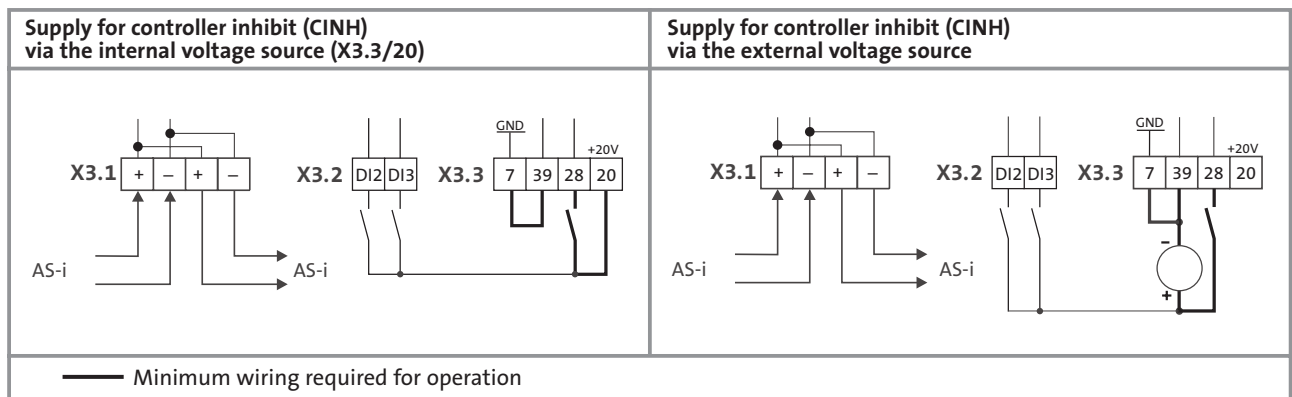 Supply for controller inhibit (CINH)
via the internal voltage source (X3.3/20)
Supply for controller inhibit (CINH)
via the external voltage source
GND
+20V
X3.1 + – + –
X3.2 DI2 DI3
X3.3 7 39 28 20
AS-i
AS-i
GND
+20V
X3.1 + – + –
X3.2 DI2 DI3
X3.3 7 39 28 20
–
AS-i
AS-i
+
Minimum wiring required for operation